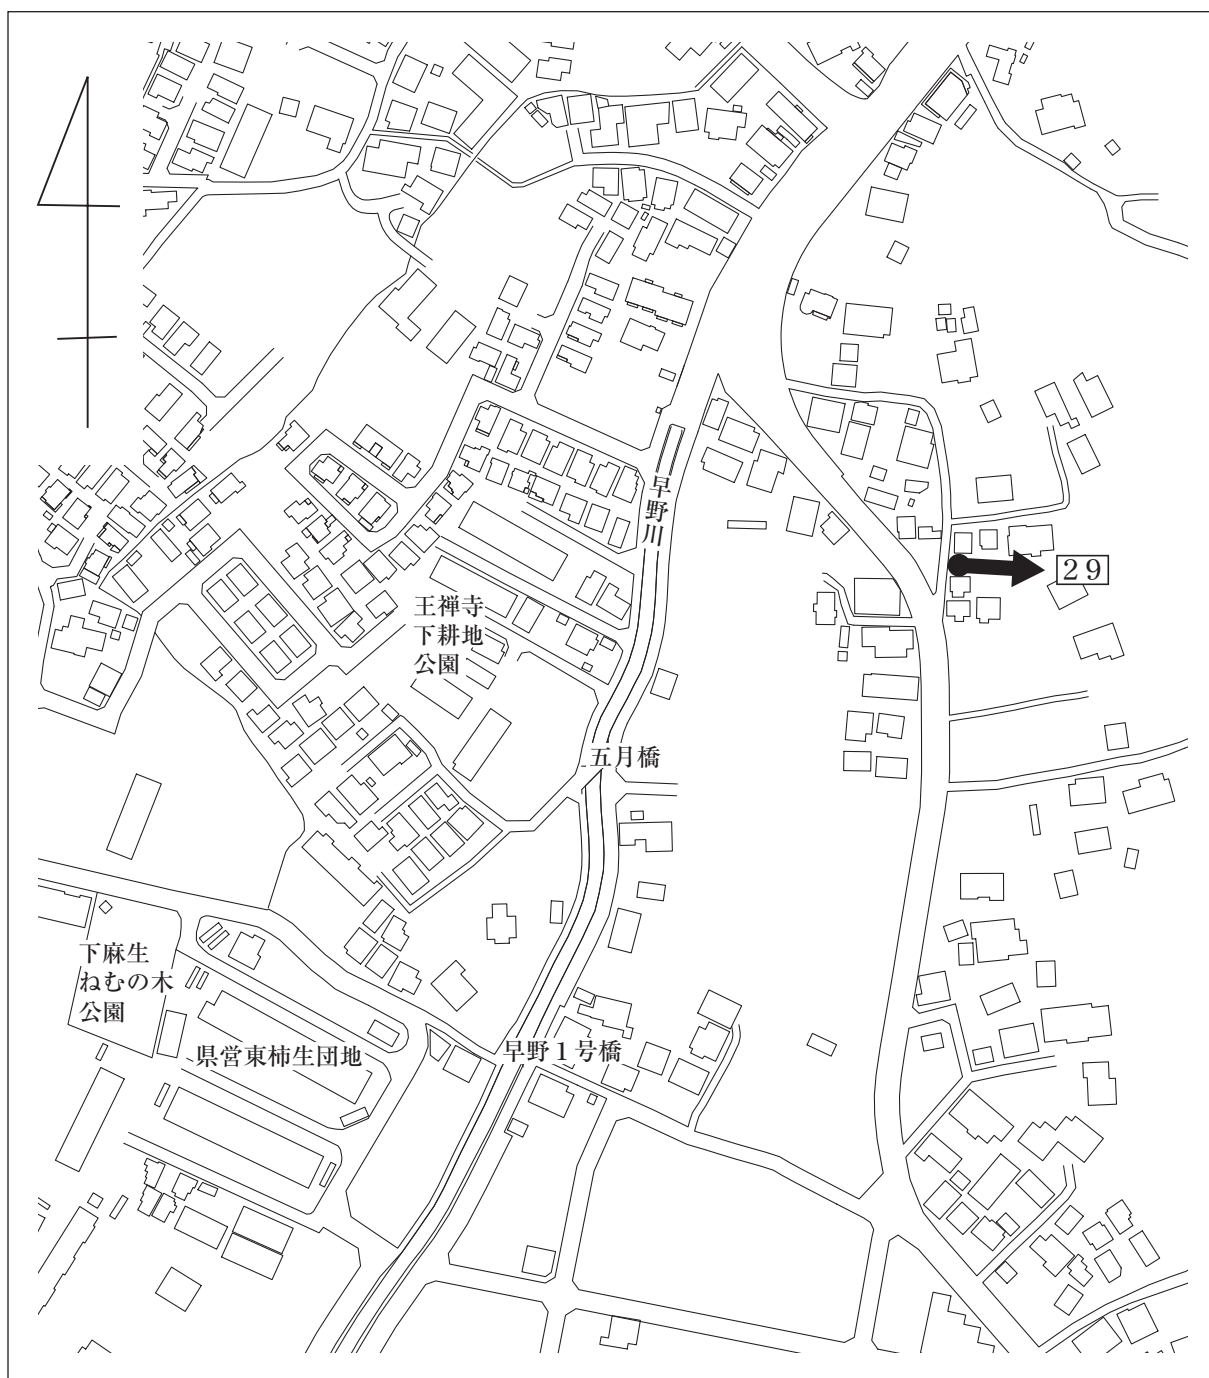 早野川
29
王禅寺
下耕地
公園
五月橋
下麻生
ねむの木
公園
県営東柿生団地
早野１号橋